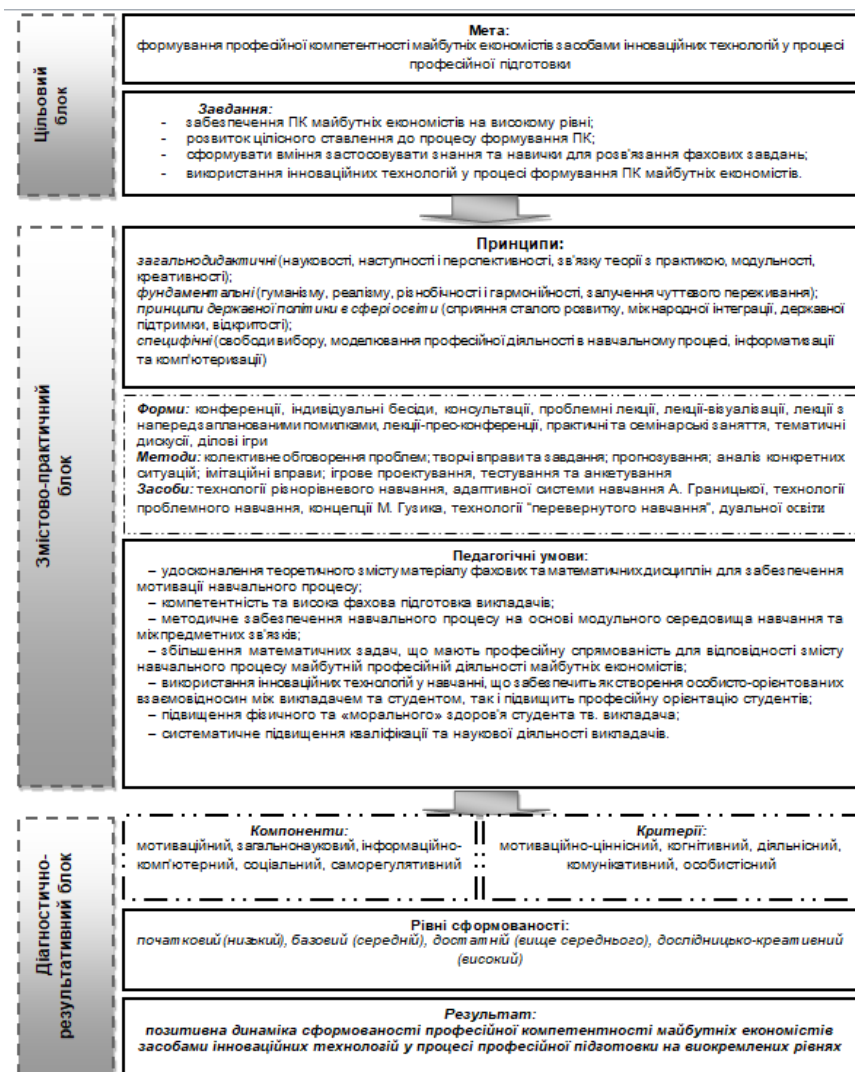 Цільовий
блок
Мета:
формування професійної компетентності майбутніх економістів засобами інноваційних технологій у процесі
професійної підготовки
Завдання:
- забезпечення ПК майбутніх економістів на високому рівні;
- розвиток цілісного ставлення до процесу формування ПК;
- сформувати вміння застосовувати знання та навички для розв'язання фахових завдань;
- використання інноваційних технологій у процесі формування ПК майбутніх економістів.
Змістово-практичний
блок
Принципи:
загальнодидактичні (науковості, наступності і перспективності, зв'язку теорії з практикою, модульності,
креативності);
фундаментальні (гуманізму, реалізму, різнобічності і гармонійності, залучення чуттєвого переживання);
принципи державної політики в сфері освіти (сприяння сталого розвитку, міжнародної інтеграції, державної
підтримки, відкритості);
специфічні (свободи вибору, моделювання професійної діяльності в навчальному процесі, інформатизації
та комп'ютеризації)
Форми: конференції, індивідуальні бесіди, консультації, проблемні лекції, лекції-візуалізації, лекції з
наперед запланованими помилками, лекції-прес-конференції, практичні та семінарські заняття, тематичні
дискусії, ділові ігри
Методи: колективне обговорення проблем; творчі вправи та завдання; прогнозування; аналіз конкретних
ситуацій; імітаційні вправи; ігрове проектування, тестування та анкетування
Засоби: технології різнорівневого навчання, адаптивної системи навчання А. Границької, технології
проблемного навчання, концепції М. Гузика, технології "перевернутого навчання", дуальної освіти
Педагогічні умови:
– удосконалення теоретичного змісту матеріалу фахових та математичних дисциплін для забезпечення
мотивації навчального процесу;
– компетентність та висока фахова підготовка викладачів;
– методичне забезпечення навчального процесу на основі модульного середовища навчання та
міжпредметних зв'язків;
– збільшення математичних задач, що мають професійну спрямованість для відповідності змісту
навчального процесу майбутній професійній діяльності майбутніх економістів;
– використання інноваційних технологій у навчанні, що забезпечить як створення особисто-орієнтованих
взаємовідносин між викладачем та студентом, так і підвищить професійну орієнтацію студентів;
– підвищення фізичного та «морального» здоров'я студента тв. викладача;
– систематичне підвищення кваліфікації та наукової діяльності викладачів.
Діагностично-
результативний блок
Компоненти:
мотиваційний, загальнонауковий, інформаційно-
комп'ютерний, соціальний, саморегулятивний
Критерії:
мотиваційно-ціннісний, когнітивний, діяльнісний,
комунікативний, особистісний
Рівні сформованості:
початковий (низький), базовий (середній), достатній (вище середнього), дослідницько-креативний
(високий)
Результат:
позитивна динаміка сформованості професійної компетентності майбутніх економістів
засобами інноваційних технологій у процесі професійної підготовки на виокремлених рівнях